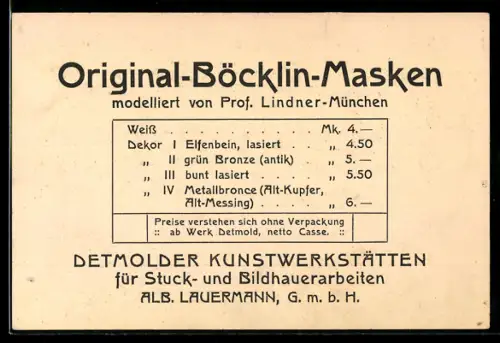 Original-Böcklin-Masken
modelliert von Prof. Lindner-München
Weiß . . . . . . . . . . Mk. 4.—
Dekor I Elfenbein, lasiert . . „ 4.50
„ II grün Bronze (antik) . „ 5.—
„ III bunt lasiert . . . . „ 5.50
„ IV Metallbronce (Alt-Kupfer,
Alt-Messing) . . . . „ 6.—
Preise verstehen sich ohne Verpackung
:: ab Werk Detmold, netto Casse. ::
DETMOLDER KUNSTWERKSTÄTTEN
für Stuck- und Bildhauerarbeiten
ALB. LAUERMANN, G. m. b. H.